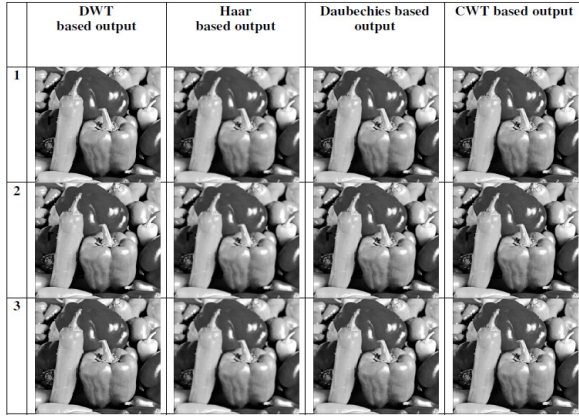 DWT
based output
Haar
based output
Daubechies based
output
CWT based output
1
2
3